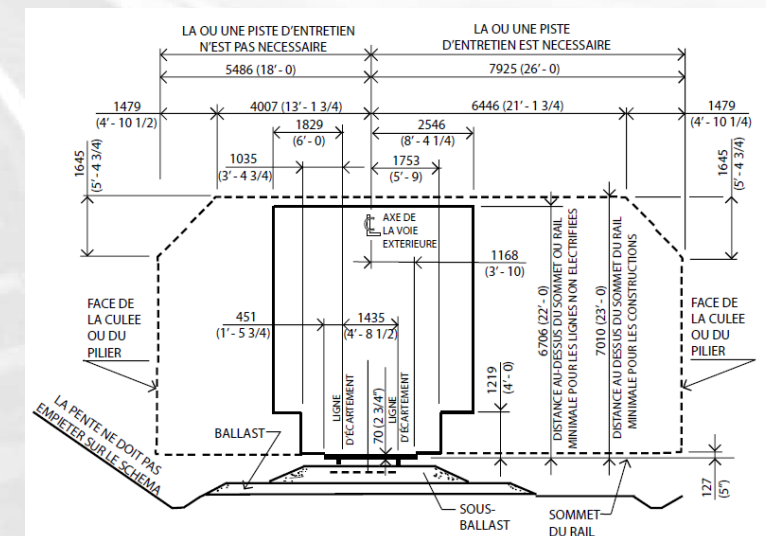 LA OU UNE PISTE D'ENTRETIEN
N'EST PAS NECESSAIRE
LA OU UNE PISTE
D'ENTRETIEN EST NECESSAIRE
5486 (18' - 0)
7925 (26' - 0)
1479
(4' - 10 1/2)
4007 (13' - 1 3/4)
6446 (21' - 1 3/4)
1479
(4' - 10 1/4)
1829
(6' - 0)
2546
(8' - 4 1/4)
1645
(5' - 4 3/4)
1035
(3' - 4 3/4)
1753
(5' - 9)
1645
(5' - 4 3/4)
AXE DE
LA VOIE
EXTERIEURE
1168
(3' - 10)
6706 (22' - 0)
DISTANCE AU-DESSUS DU SOMMET OU RAIL
MINIMALE POUR LES LIGNES NON ELECTRIFIEES
7010 (23' - 0)
DISTANCE AU DESSUS DU SOMMET DU RAIL
MINIMALE POUR LES CONSTRUCTIONS
FACE DE
LA CULEE
OU DU
PILIER
451
(1' - 5 3/4)
1435
(4' - 8 1/2)
FACE DE
LA CULEE
OU DU
PILIER
1219
(4' - 0)
LIGNE
D'ÉCARTEMENT
70 (2 3/4")
LIGNE
D'ÉCARTEMENT
LA PENTE NE DOIT PAS
EMPIETER SUR LE SCHEMA
BALLAST
127
(5")
SOUS-
BALLAST
SOMMET
DU RAIL